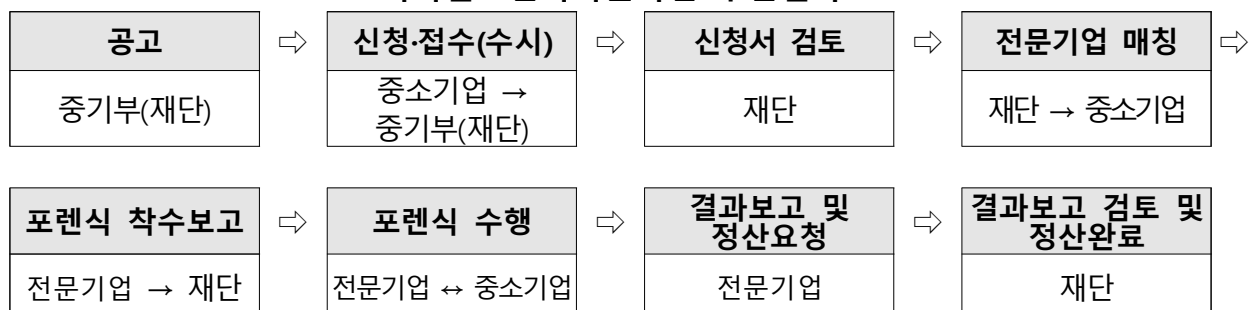 공고 ⇨ 신청·접수(수시) ⇨ 신청서 검토 ⇨ 전문기업 매칭 ⇨
중기부(재단)
중소기업 →
중기부(재단)
재단
재단 → 중소기업
포렌식 착수보고 ⇨ 포렌식 수행 ⇨
결과보고 및
정산요청
⇨
결과보고 검토 및
정산완료
전문기업 → 재단
전문기업 ↔ 중소기업
전문기업
재단